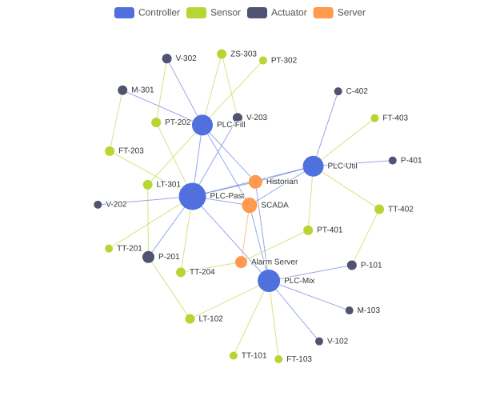 Controller Sensor Actuator Server
V-302
ZS-303
PT-302
M-301
C-402
PT-202
V-203
FT-403
PLC-Fill
FT-203
P-401
PLC-Util
LT-301
Historian
PLC-Past
V-202
SCADA
TT-402
PT-401
TT-201
P-201
Alarm Server
P-101
TT-204
PLC-Mix
M-103
LT-102
V-102
TT-101
FT-103